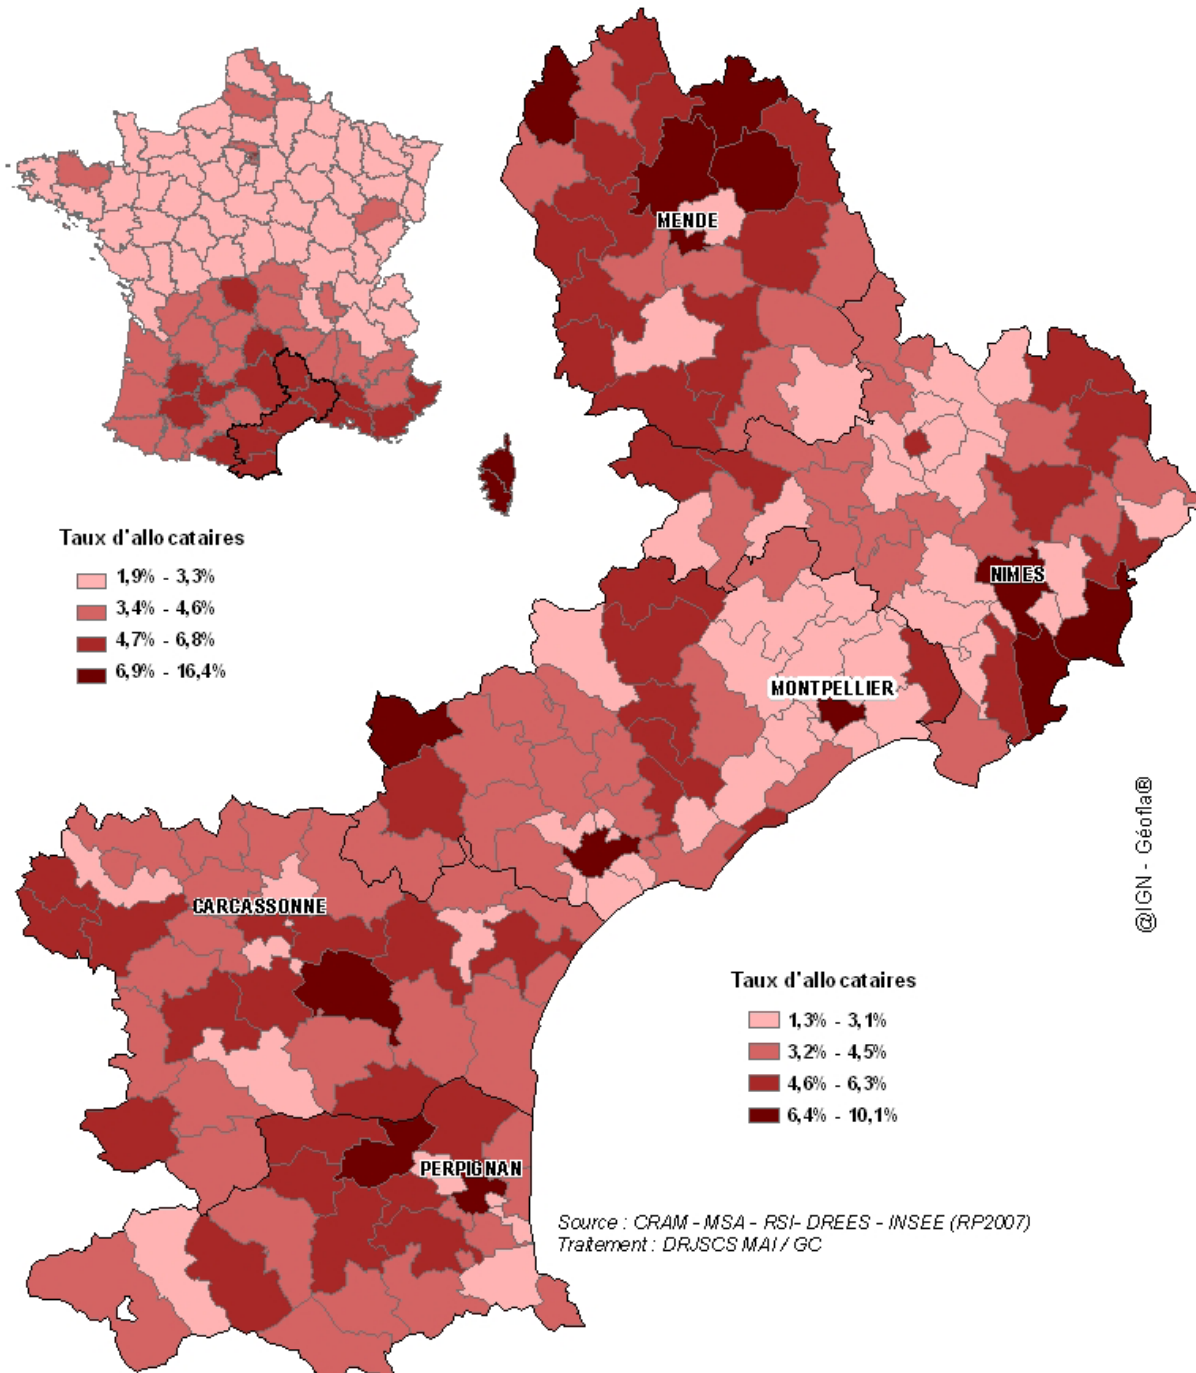 MENDE
Taux d'allocataires
1,9% - 3,3%
3,4% - 4,6%
4,7% - 6,8%
6,9% - 16,4%
NIMES
MONTPELLIER
@IGN - Géofla®
CARCASSONNE
Taux d'allocataires
1,3% - 3,1%
3,2% - 4,5%
4,6% - 6,3%
6,4% - 10,1%
PERPIGNAN
Source : CRAM - MSA - RSI- DREES - INSEE (RP2007)
Traitement : DRJSCS MAI / GC